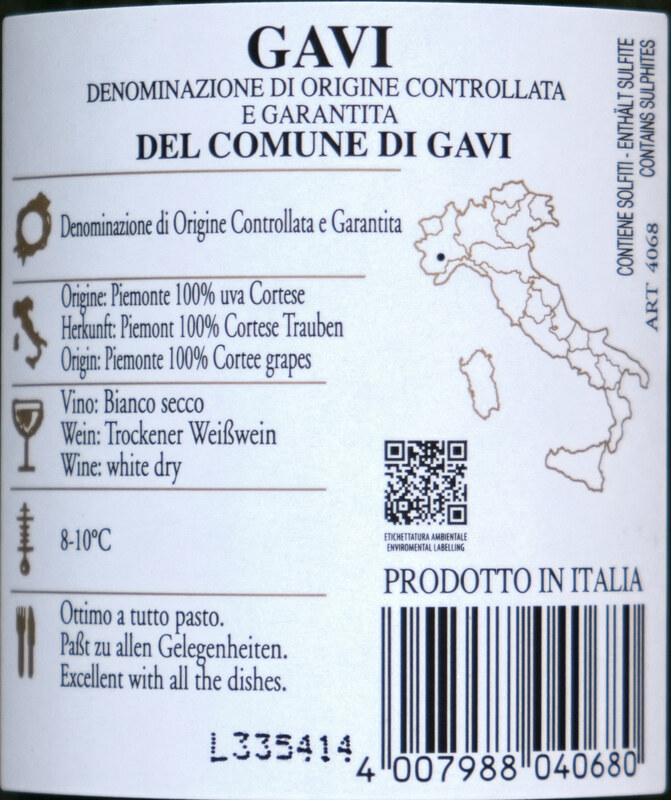 GAVI
DENOMINAZIONE DI ORIGINE CONTROLLATA
E GARANTITA
DEL COMUNE DI GAVI
CONTIENE SOLFITI - ENTHÄLT SULFITE
CONTAINS SULPHITES
ART 4068
Denominazione di Origine Controllata e Garantita
Origine: Piemonte 100% uva Cortese
Herkunft: Piemont 100% Cortese Trauben
Origin: Piemonte 100% Cortee grapes
Vino: Bianco secco
Wein: Trockener Weißwein
Wine: white dry
8-10°C
Ottimo a tutto pasto.
Paßt zu allen Gelegenheiten.
Excellent with all the dishes.
ETICHETTATURA AMBIENTALE
ENVIROMENTAL LABELLING
PRODOTTO IN ITALIA
L335414
4 007988 040680